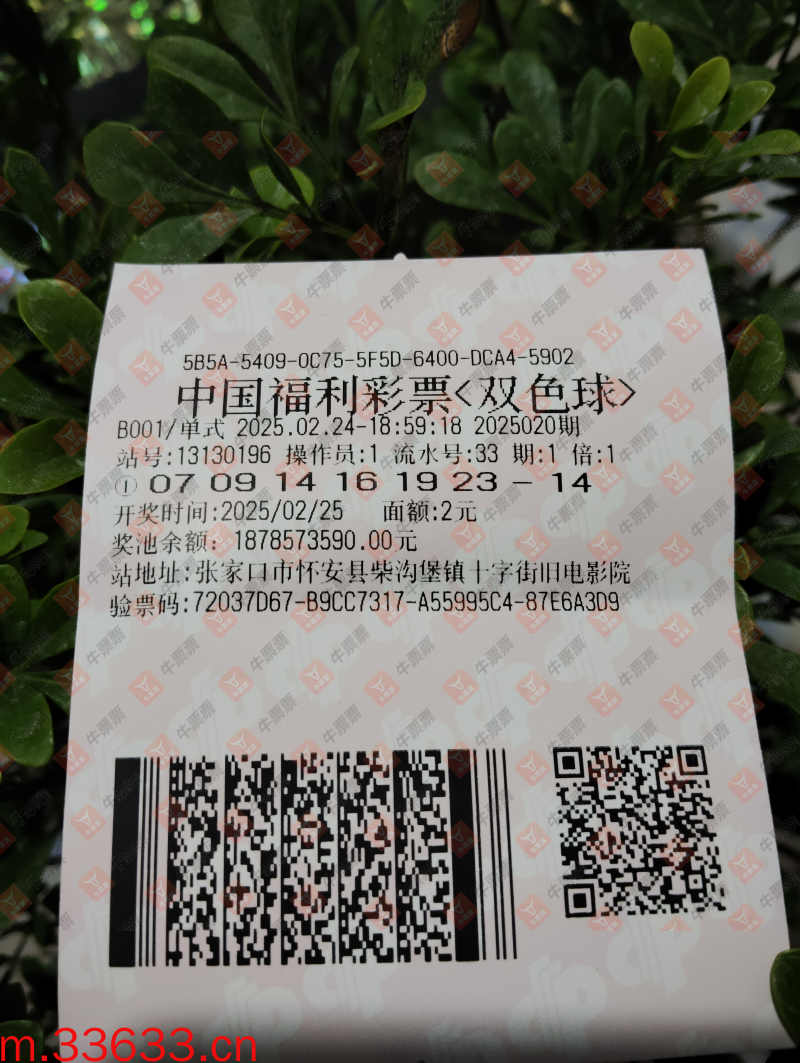 5B5A-5409-0C75-5F5D-6400-DCA4-5902
中国福利彩票<双色球>
B001/单式 2025.02.24-18:59:18 2025020期
站号:13130196 操作员:1 流水号:33 期:1 倍:1
① 07 09 14 16 19 23 - 14
开奖时间:2025/02/25 面额:2元
奖池余额: 1878573590.00元
站地址:张家口市怀安县柴沟堡镇十字街旧电影院
验票码:72037D67-B9CC7317-A55995C4-87E6A3D9
牛票票
m.33633.cn